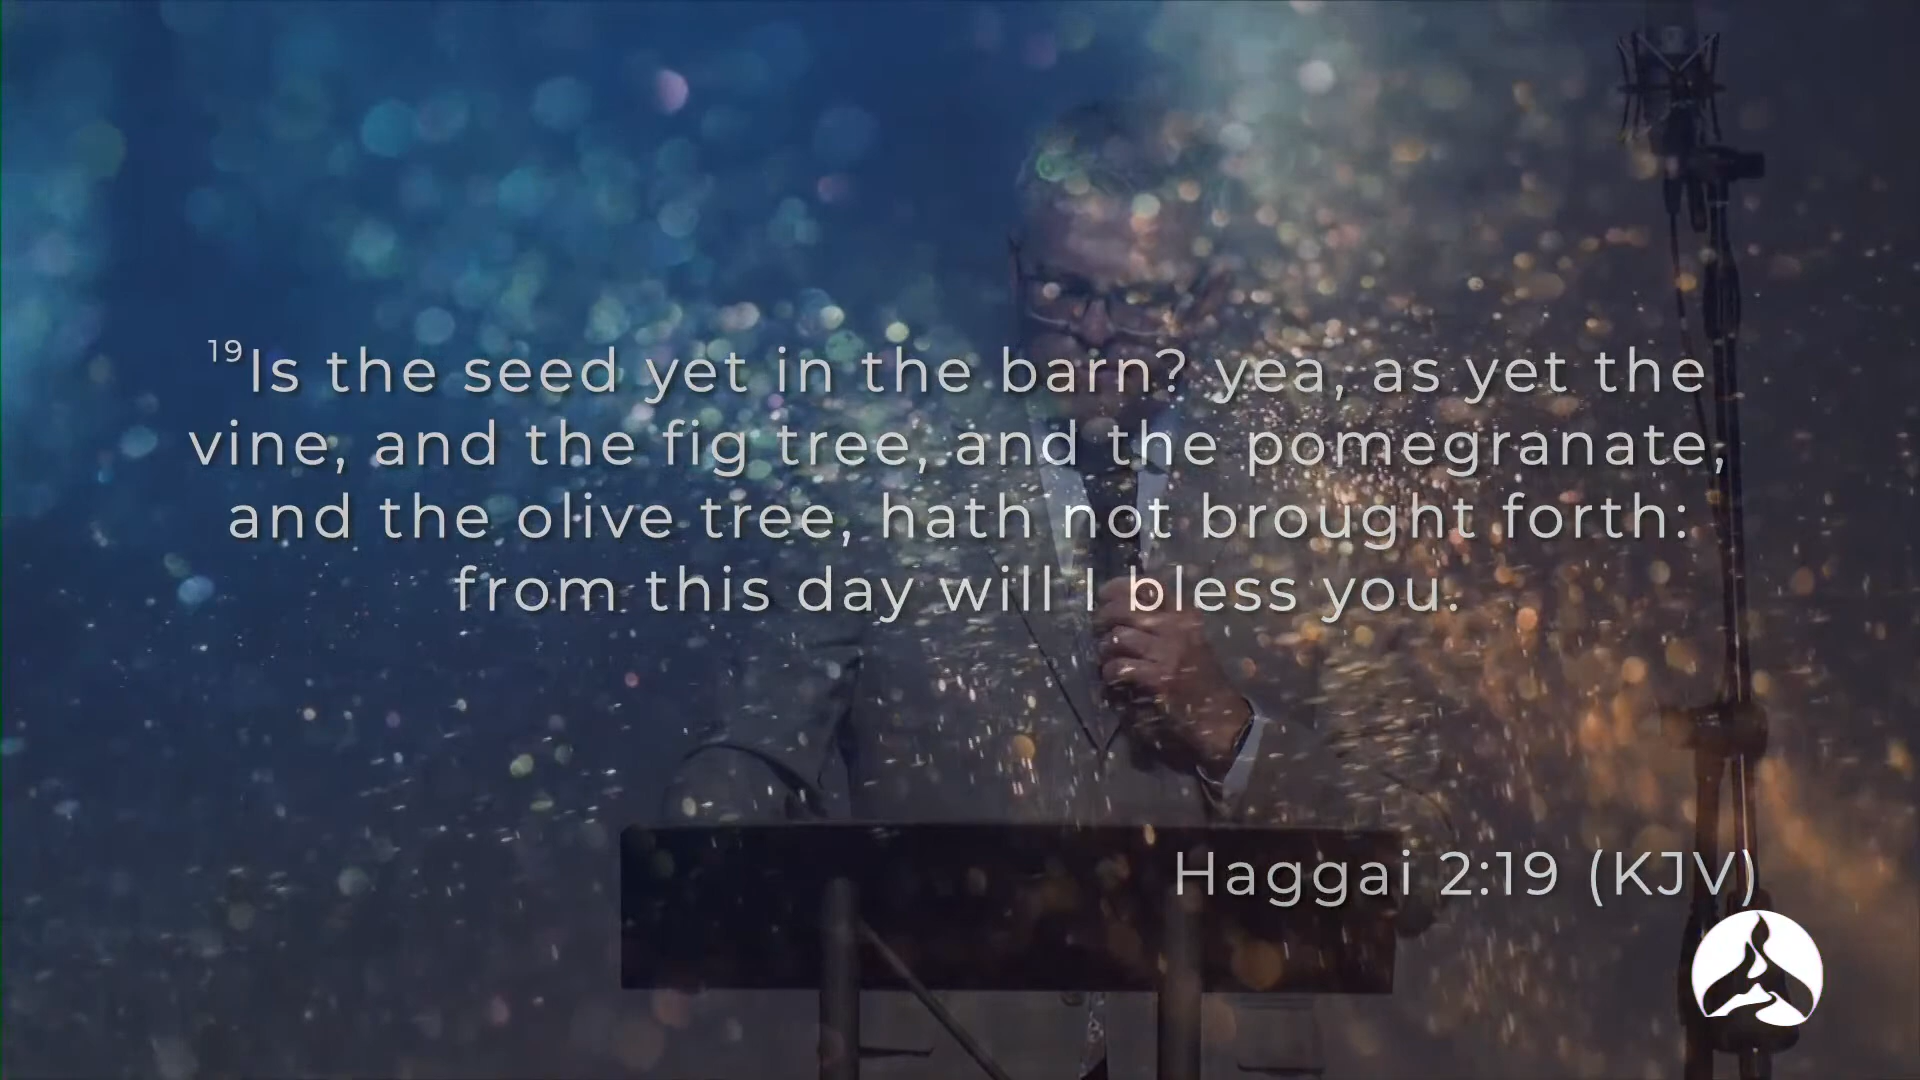 ¹⁹Is the seed yet in the barn? yea, as yet the
vine, and the fig tree, and the pomegranate,
and the olive tree, hath not brought forth:
from this day will I bless you.
Haggai 2:19 (KJV)